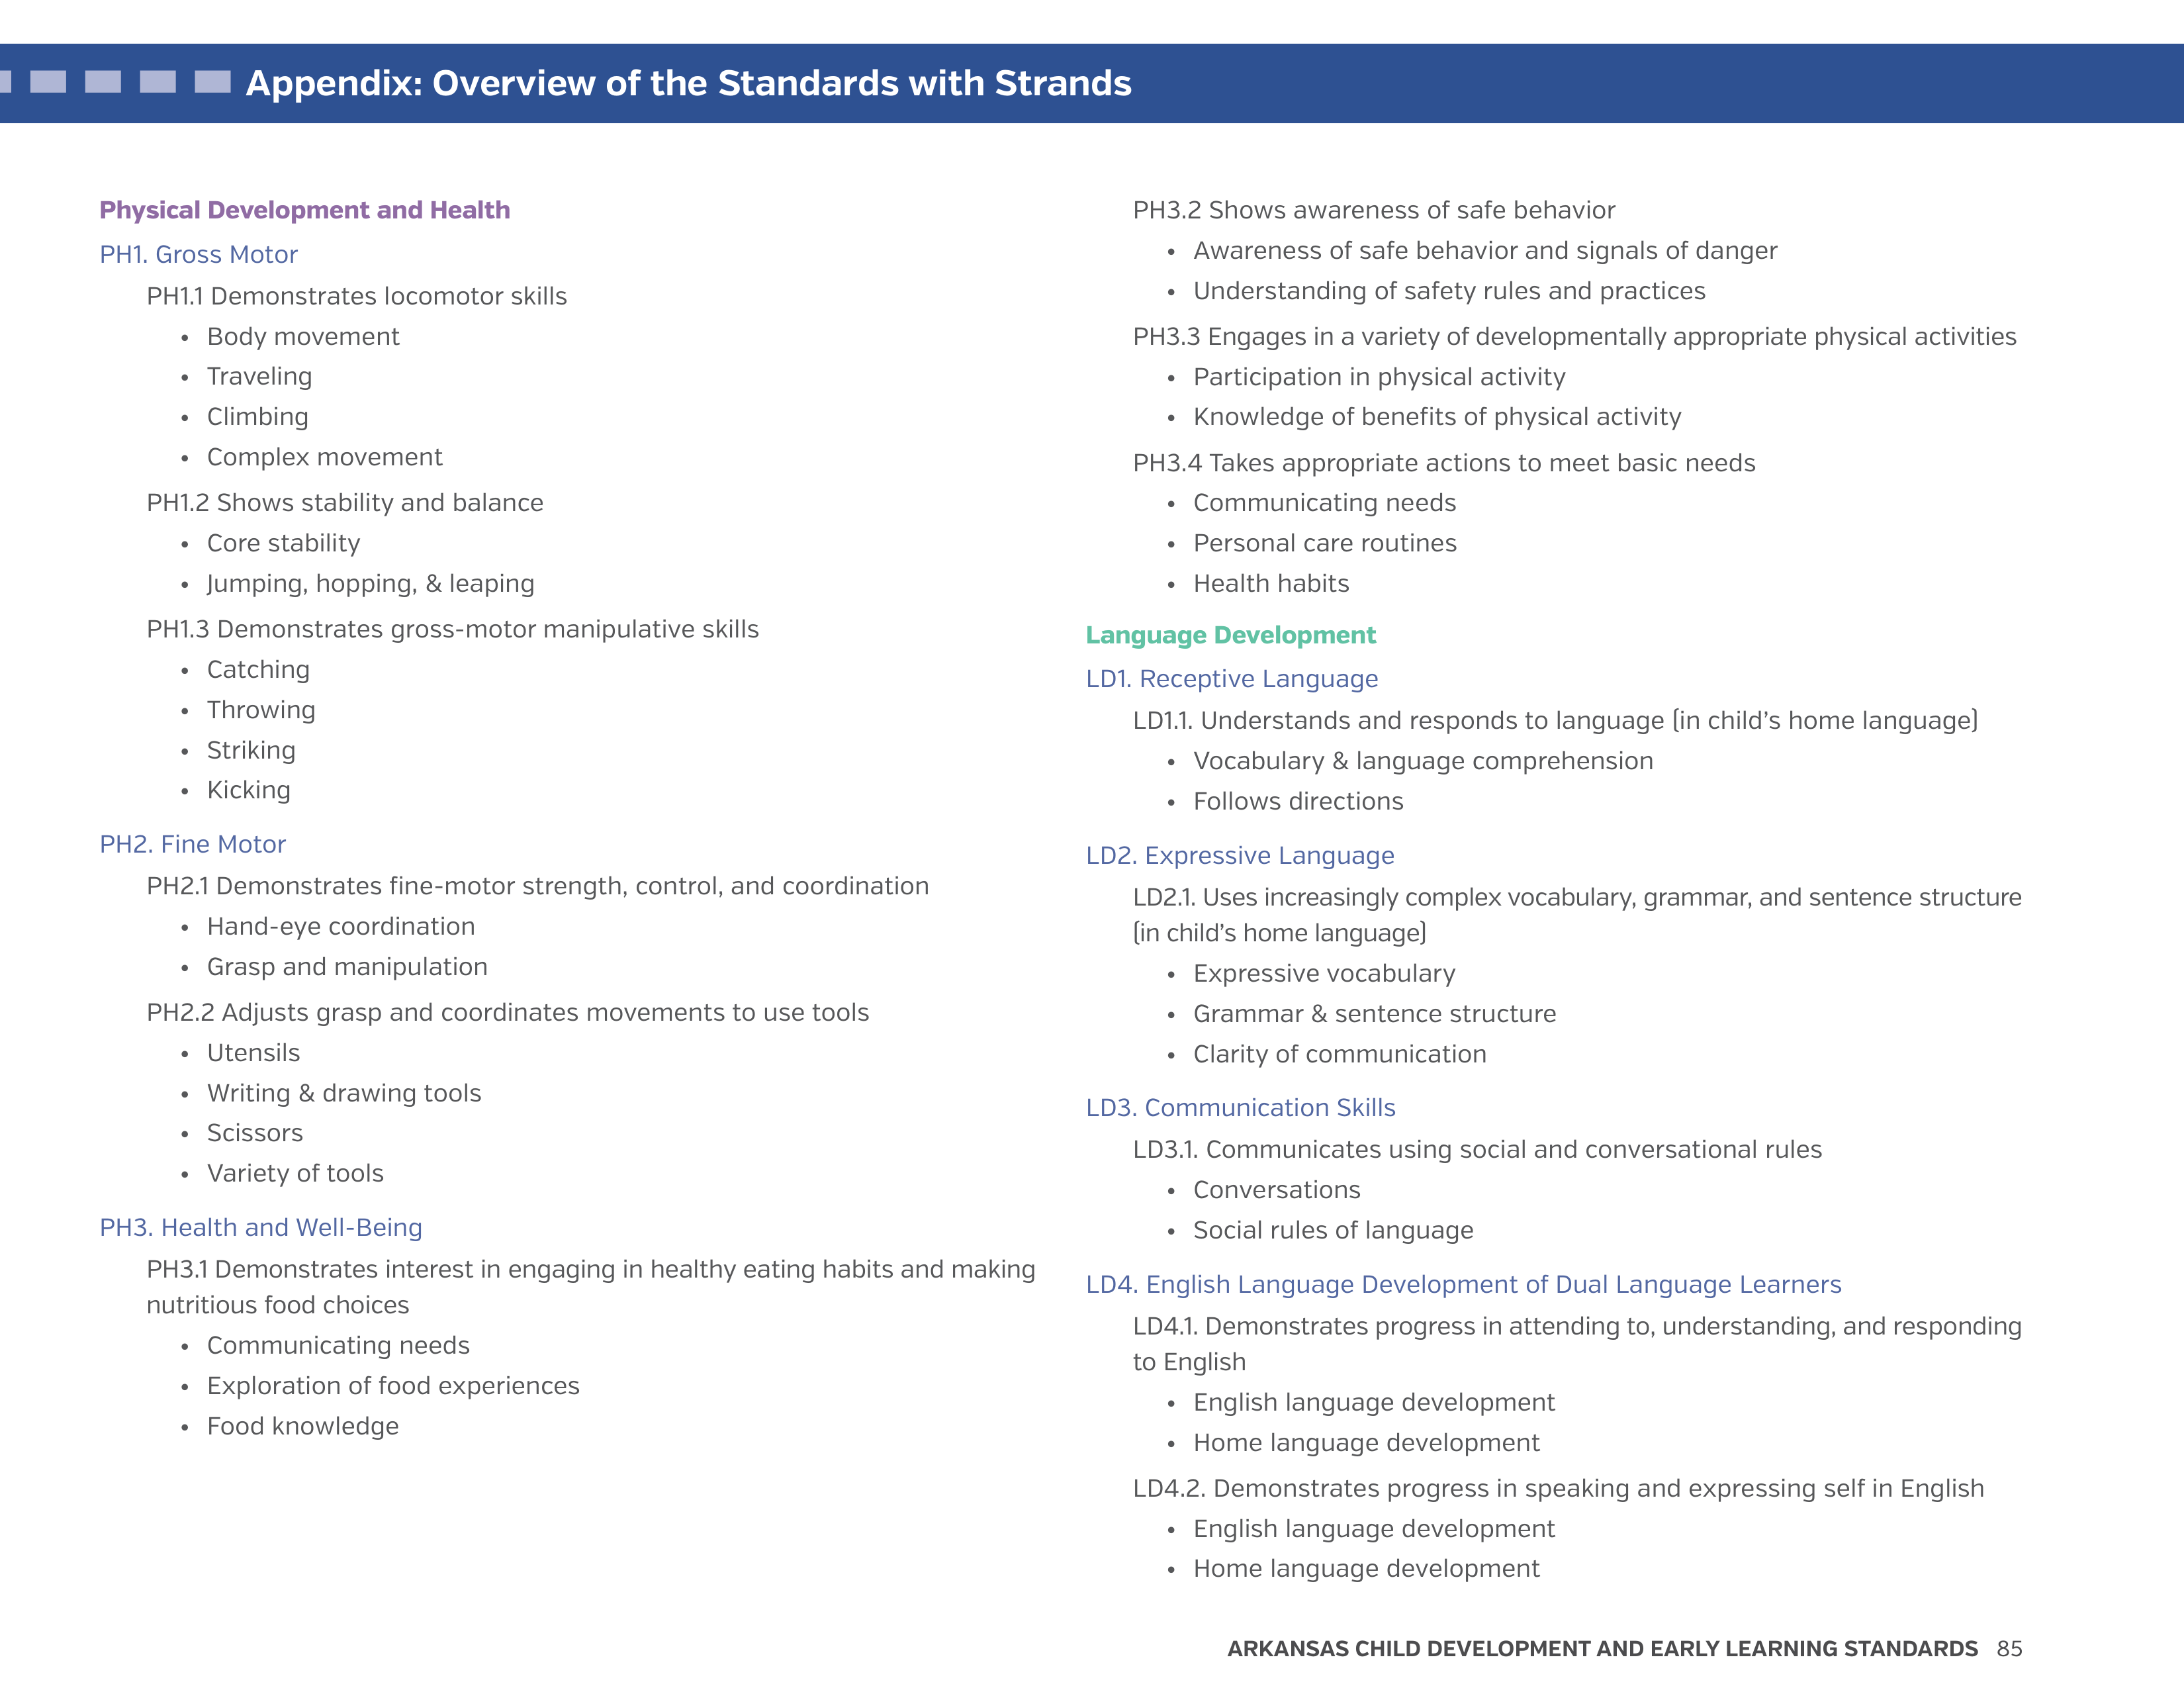 Appendix: Overview of the Standards with Strands
Physical Development and Health
PH1. Gross Motor
PH1.1 Demonstrates locomotor skills
• Body movement
• Traveling
• Climbing
• Complex movement
PH1.2 Shows stability and balance
• Core stability
• Jumping, hopping, & leaping
PH1.3 Demonstrates gross-motor manipulative skills
• Catching
• Throwing
• Striking
• Kicking
PH2. Fine Motor
PH2.1 Demonstrates fine-motor strength, control, and coordination
• Hand-eye coordination
• Grasp and manipulation
PH2.2 Adjusts grasp and coordinates movements to use tools
• Utensils
• Writing & drawing tools
• Scissors
• Variety of tools
PH3. Health and Well-Being
PH3.1 Demonstrates interest in engaging in healthy eating habits and making
nutritious food choices
• Communicating needs
• Exploration of food experiences
• Food knowledge
PH3.2 Shows awareness of safe behavior
• Awareness of safe behavior and signals of danger
• Understanding of safety rules and practices
PH3.3 Engages in a variety of developmentally appropriate physical activities
• Participation in physical activity
• Knowledge of benefits of physical activity
PH3.4 Takes appropriate actions to meet basic needs
• Communicating needs
• Personal care routines
• Health habits
Language Development
LD1. Receptive Language
LD1.1. Understands and responds to language (in child’s home language)
• Vocabulary & language comprehension
• Follows directions
LD2. Expressive Language
LD2.1. Uses increasingly complex vocabulary, grammar, and sentence structure
(in child’s home language)
• Expressive vocabulary
• Grammar & sentence structure
• Clarity of communication
LD3. Communication Skills
LD3.1. Communicates using social and conversational rules
• Conversations
• Social rules of language
LD4. English Language Development of Dual Language Learners
LD4.1. Demonstrates progress in attending to, understanding, and responding
to English
• English language development
• Home language development
LD4.2. Demonstrates progress in speaking and expressing self in English
• English language development
• Home language development
ARKANSAS CHILD DEVELOPMENT AND EARLY LEARNING STANDARDS 85